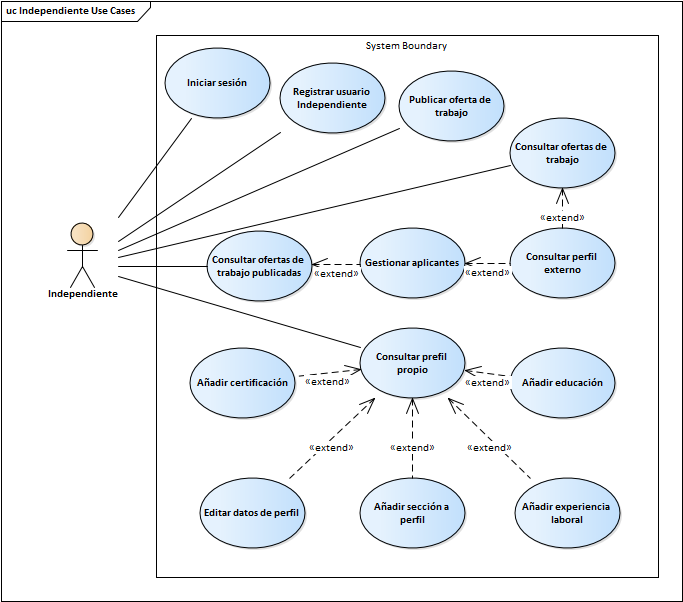 uc Independiente Use Cases
System Boundary
Iniciar sesión
Registrar usuario
Independiente
Publicar oferta de
trabajo
Consultar ofertas de
trabajo
«extend»
Independiente
Consultar ofertas de
trabajo publicadas
«extend»
Gestionar aplicantes
«extend»
Consultar perfil
externo
Consultar prefil
propio
Añadir certificación
«extend»
«extend»
Añadir educación
«extend»
«extend»
«extend»
Editar datos de perfil
Añadir sección a
perfil
Añadir experiencia
laboral